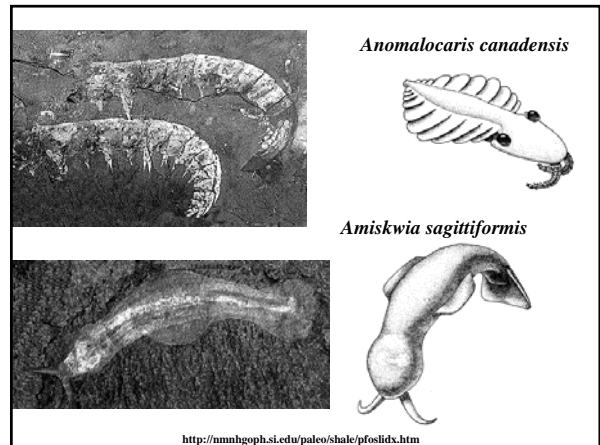 Anomalocaris canadensis
Amiskwia sagittiformis
http://nmnhgoph.si.edu/paleo/shale/pfoslidx.htm